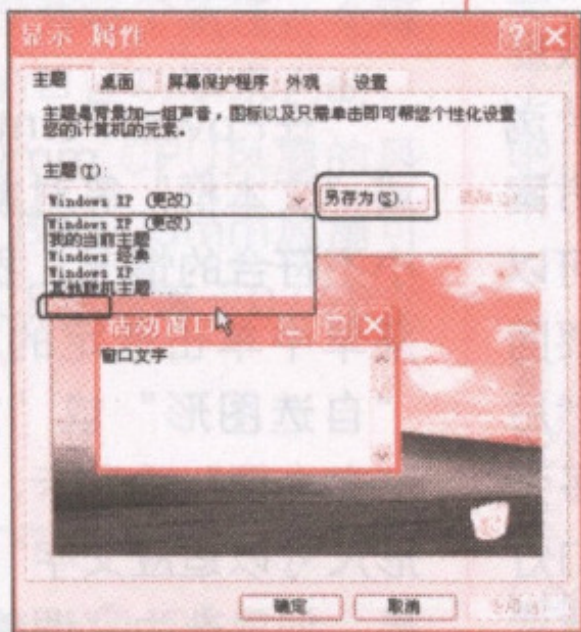 显示 属性
主题 桌面 屏幕保护程序 外观 设置
主题是背景加一组声音，图标以及只需单击即可帮您个性化设置
您的计算机的元素。
主题(T):
Windows XP (更改) 另存为(S)...
Windows XP (更改)
我的当前主题
Windows 经典
Windows XP
其他联机主题...
活动窗口
窗口文字
确定 取消
"自选图形"